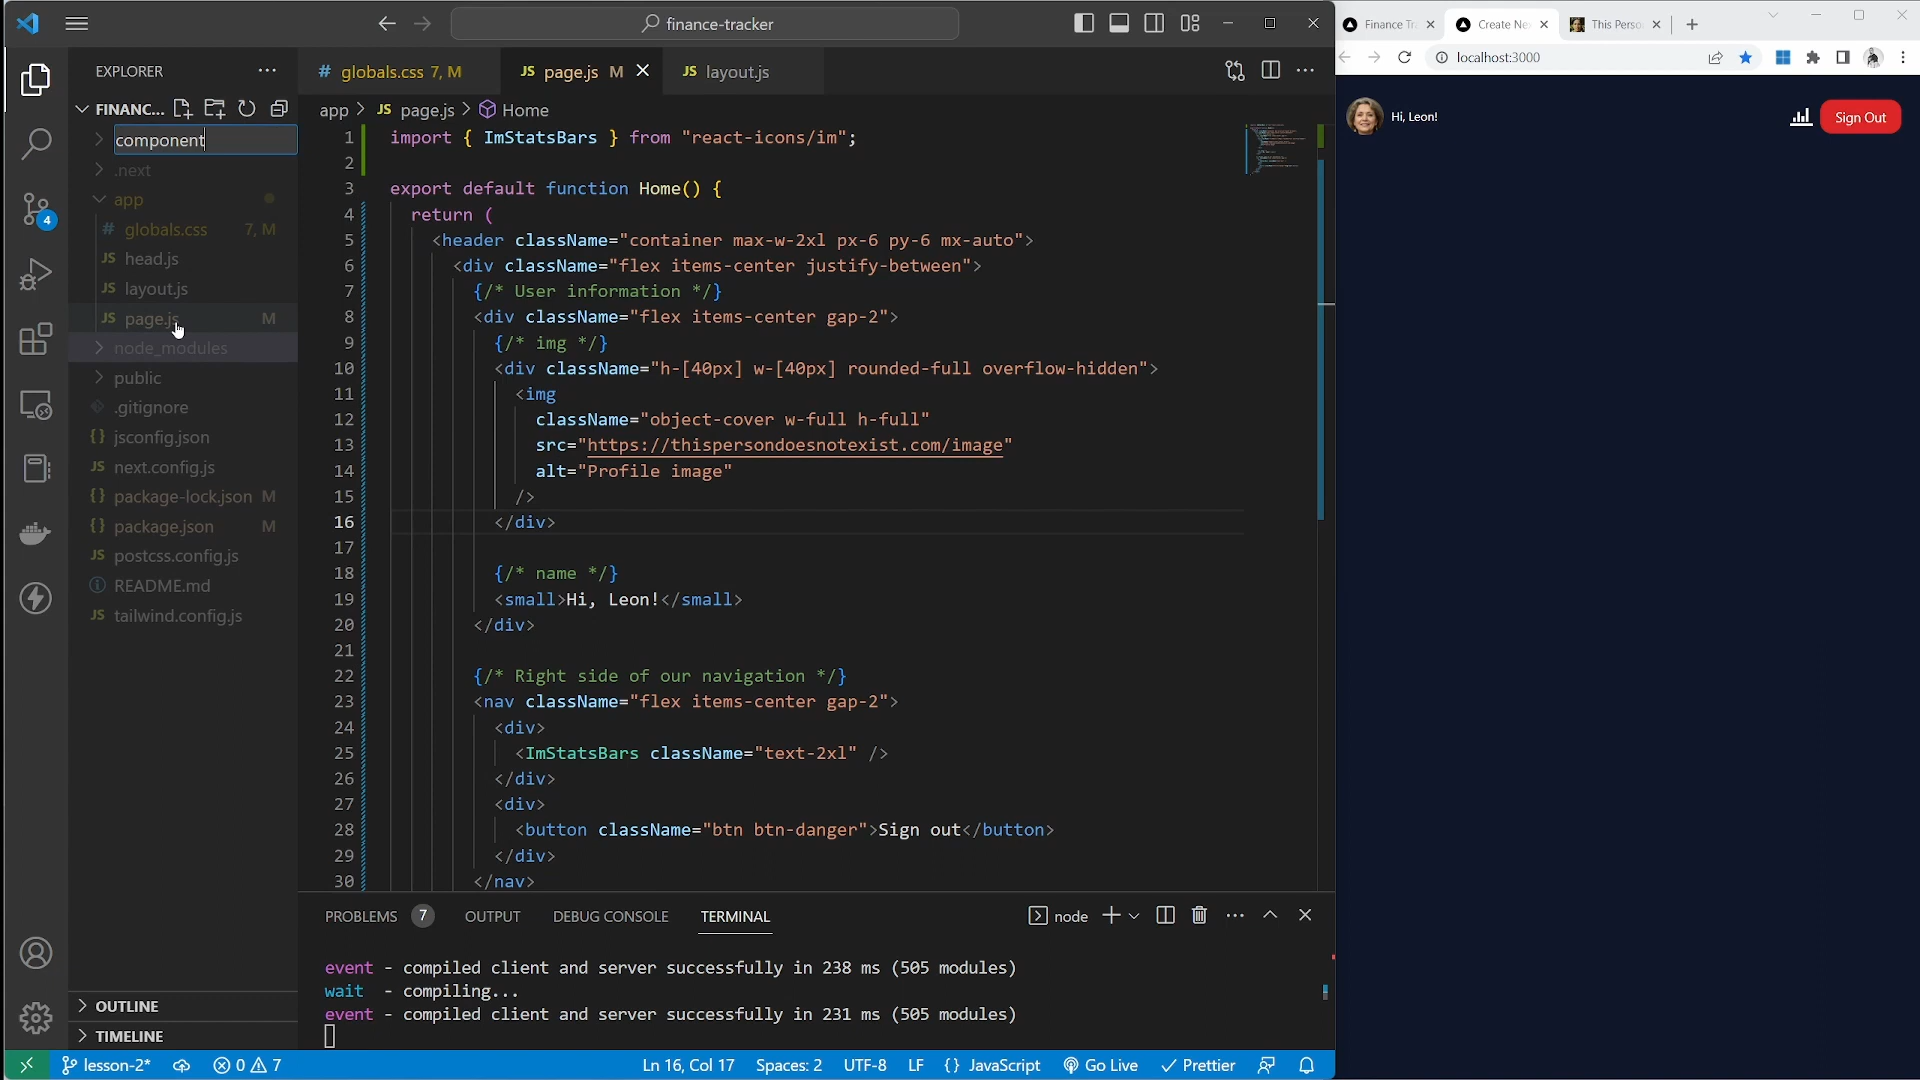 finance-tracker
EXPLORER
FINANC...
component
.next
app
globals.css 7, M
head.js
layout.js
page.js M
node_modules
public
.gitignore
jsconfig.json
next.config.js
package-lock.json M
package.json M
postcss.config.js
README.md
tailwind.config.js
OUTLINE
TIMELINE
4
# globals.css 7, M
JS page.js M
JS layout.js
app > JS page.js > Home
1 import { ImStatsBars } from "react-icons/im";
2
3 export default function Home() {
4 return (
5 <header className="container max-w-2xl px-6 py-6 mx-auto">
6 <div className="flex items-center justify-between">
7 {/* User information */}
8 <div className="flex items-center gap-2">
9 {/* img */}
10 <div className="h-[40px] w-[40px] rounded-full overflow-hidden">
11 <img
12 className="object-cover w-full h-full"
13 src="https://thispersondoesnotexist.com/image"
14 alt="Profile image"
15 />
16 </div>
17
18 {/* name */}
19 <small>Hi, Leon!</small>
20 </div>
21
22 {/* Right side of our navigation */}
23 <nav className="flex items-center gap-2">
24 <div>
25 <ImStatsBars className="text-2xl" />
26 </div>
27 <div>
28 <button className="btn btn-danger">Sign out</button>
29 </div>
30 </nav>
PROBLEMS 7 OUTPUT DEBUG CONSOLE TERMINAL
node
event - compiled client and server successfully in 238 ms (505 modules)
wait - compiling...
event - compiled client and server successfully in 231 ms (505 modules)
lesson-2* 0 7 Ln 16, Col 17 Spaces: 2 UTF-8 LF {} JavaScript Go Live Prettier
Finance Tr
Create Ne
This Perso
localhost:3000
Hi, Leon!
Sign Out